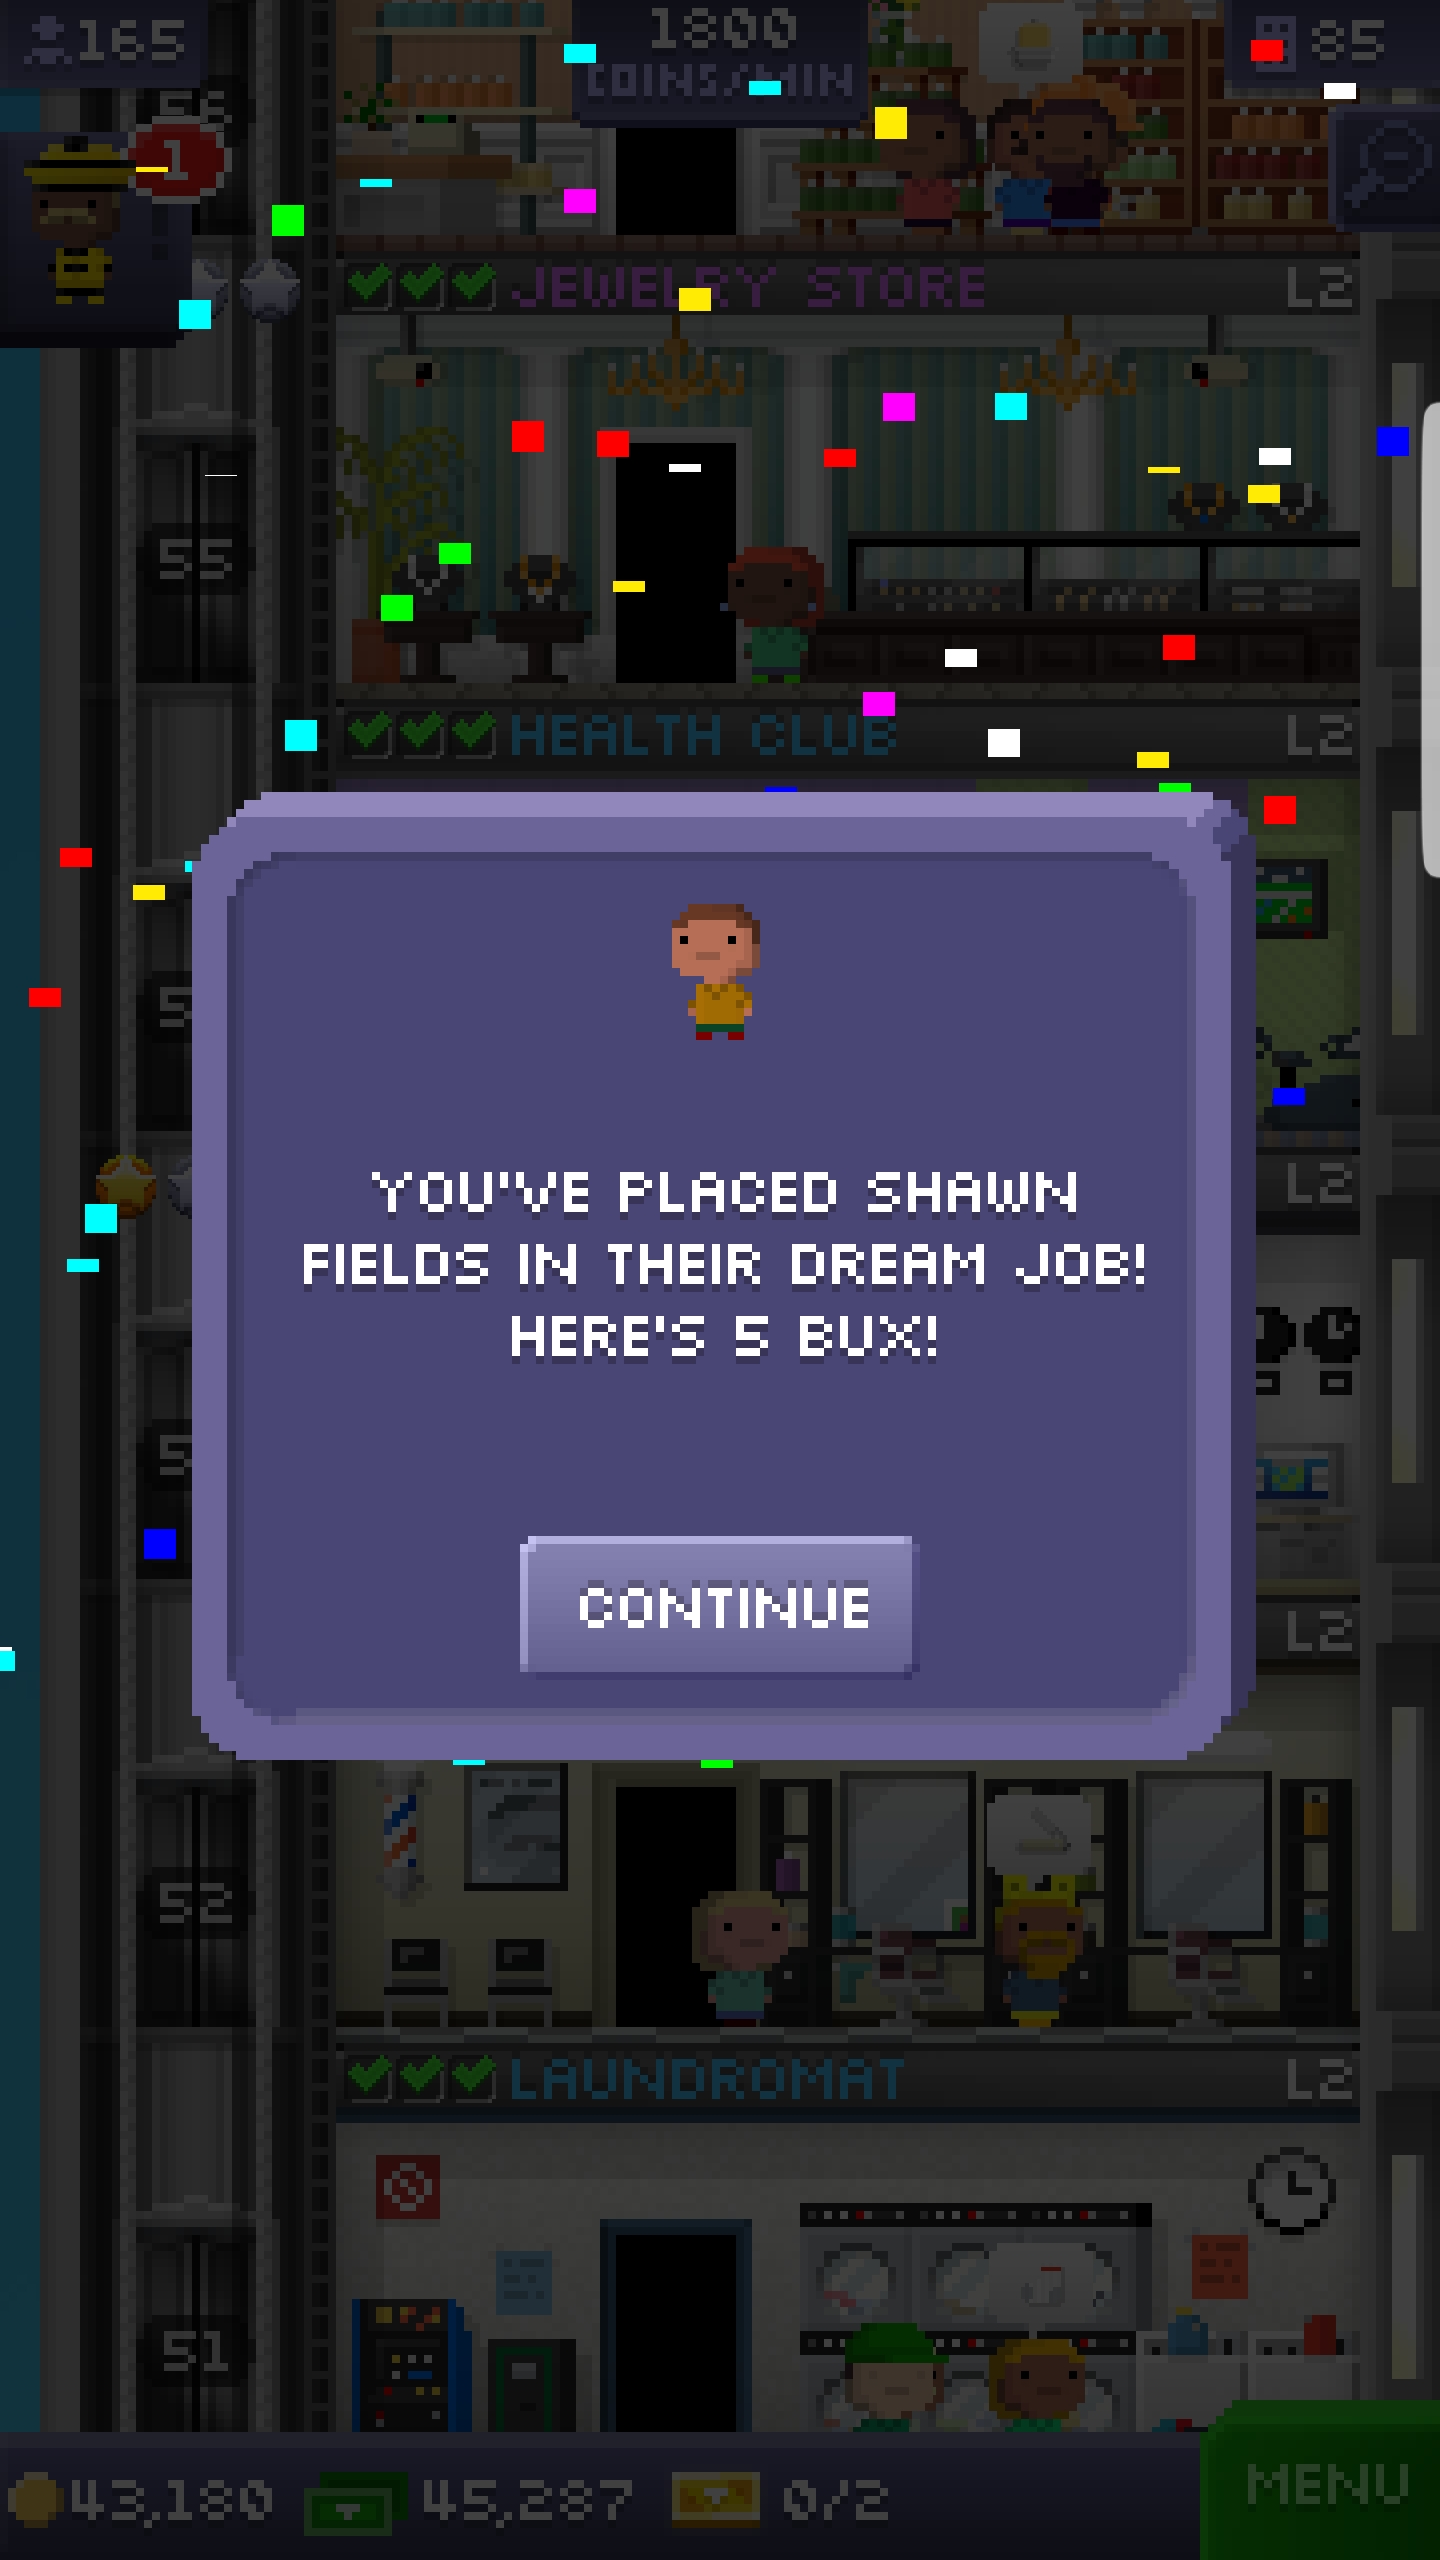 165
1800
COINS/MIN
85
56
1
JEWELRY STORE L2
55
HEALTH CLUB L2
L2
YOU'VE PLACED SHAWN
FIELDS IN THEIR DREAM JOB!
HERE'S 5 BUX!
CONTINUE
L2
52
LAUNDROMAT L2
51
43,180
45,287
0/2
MENU